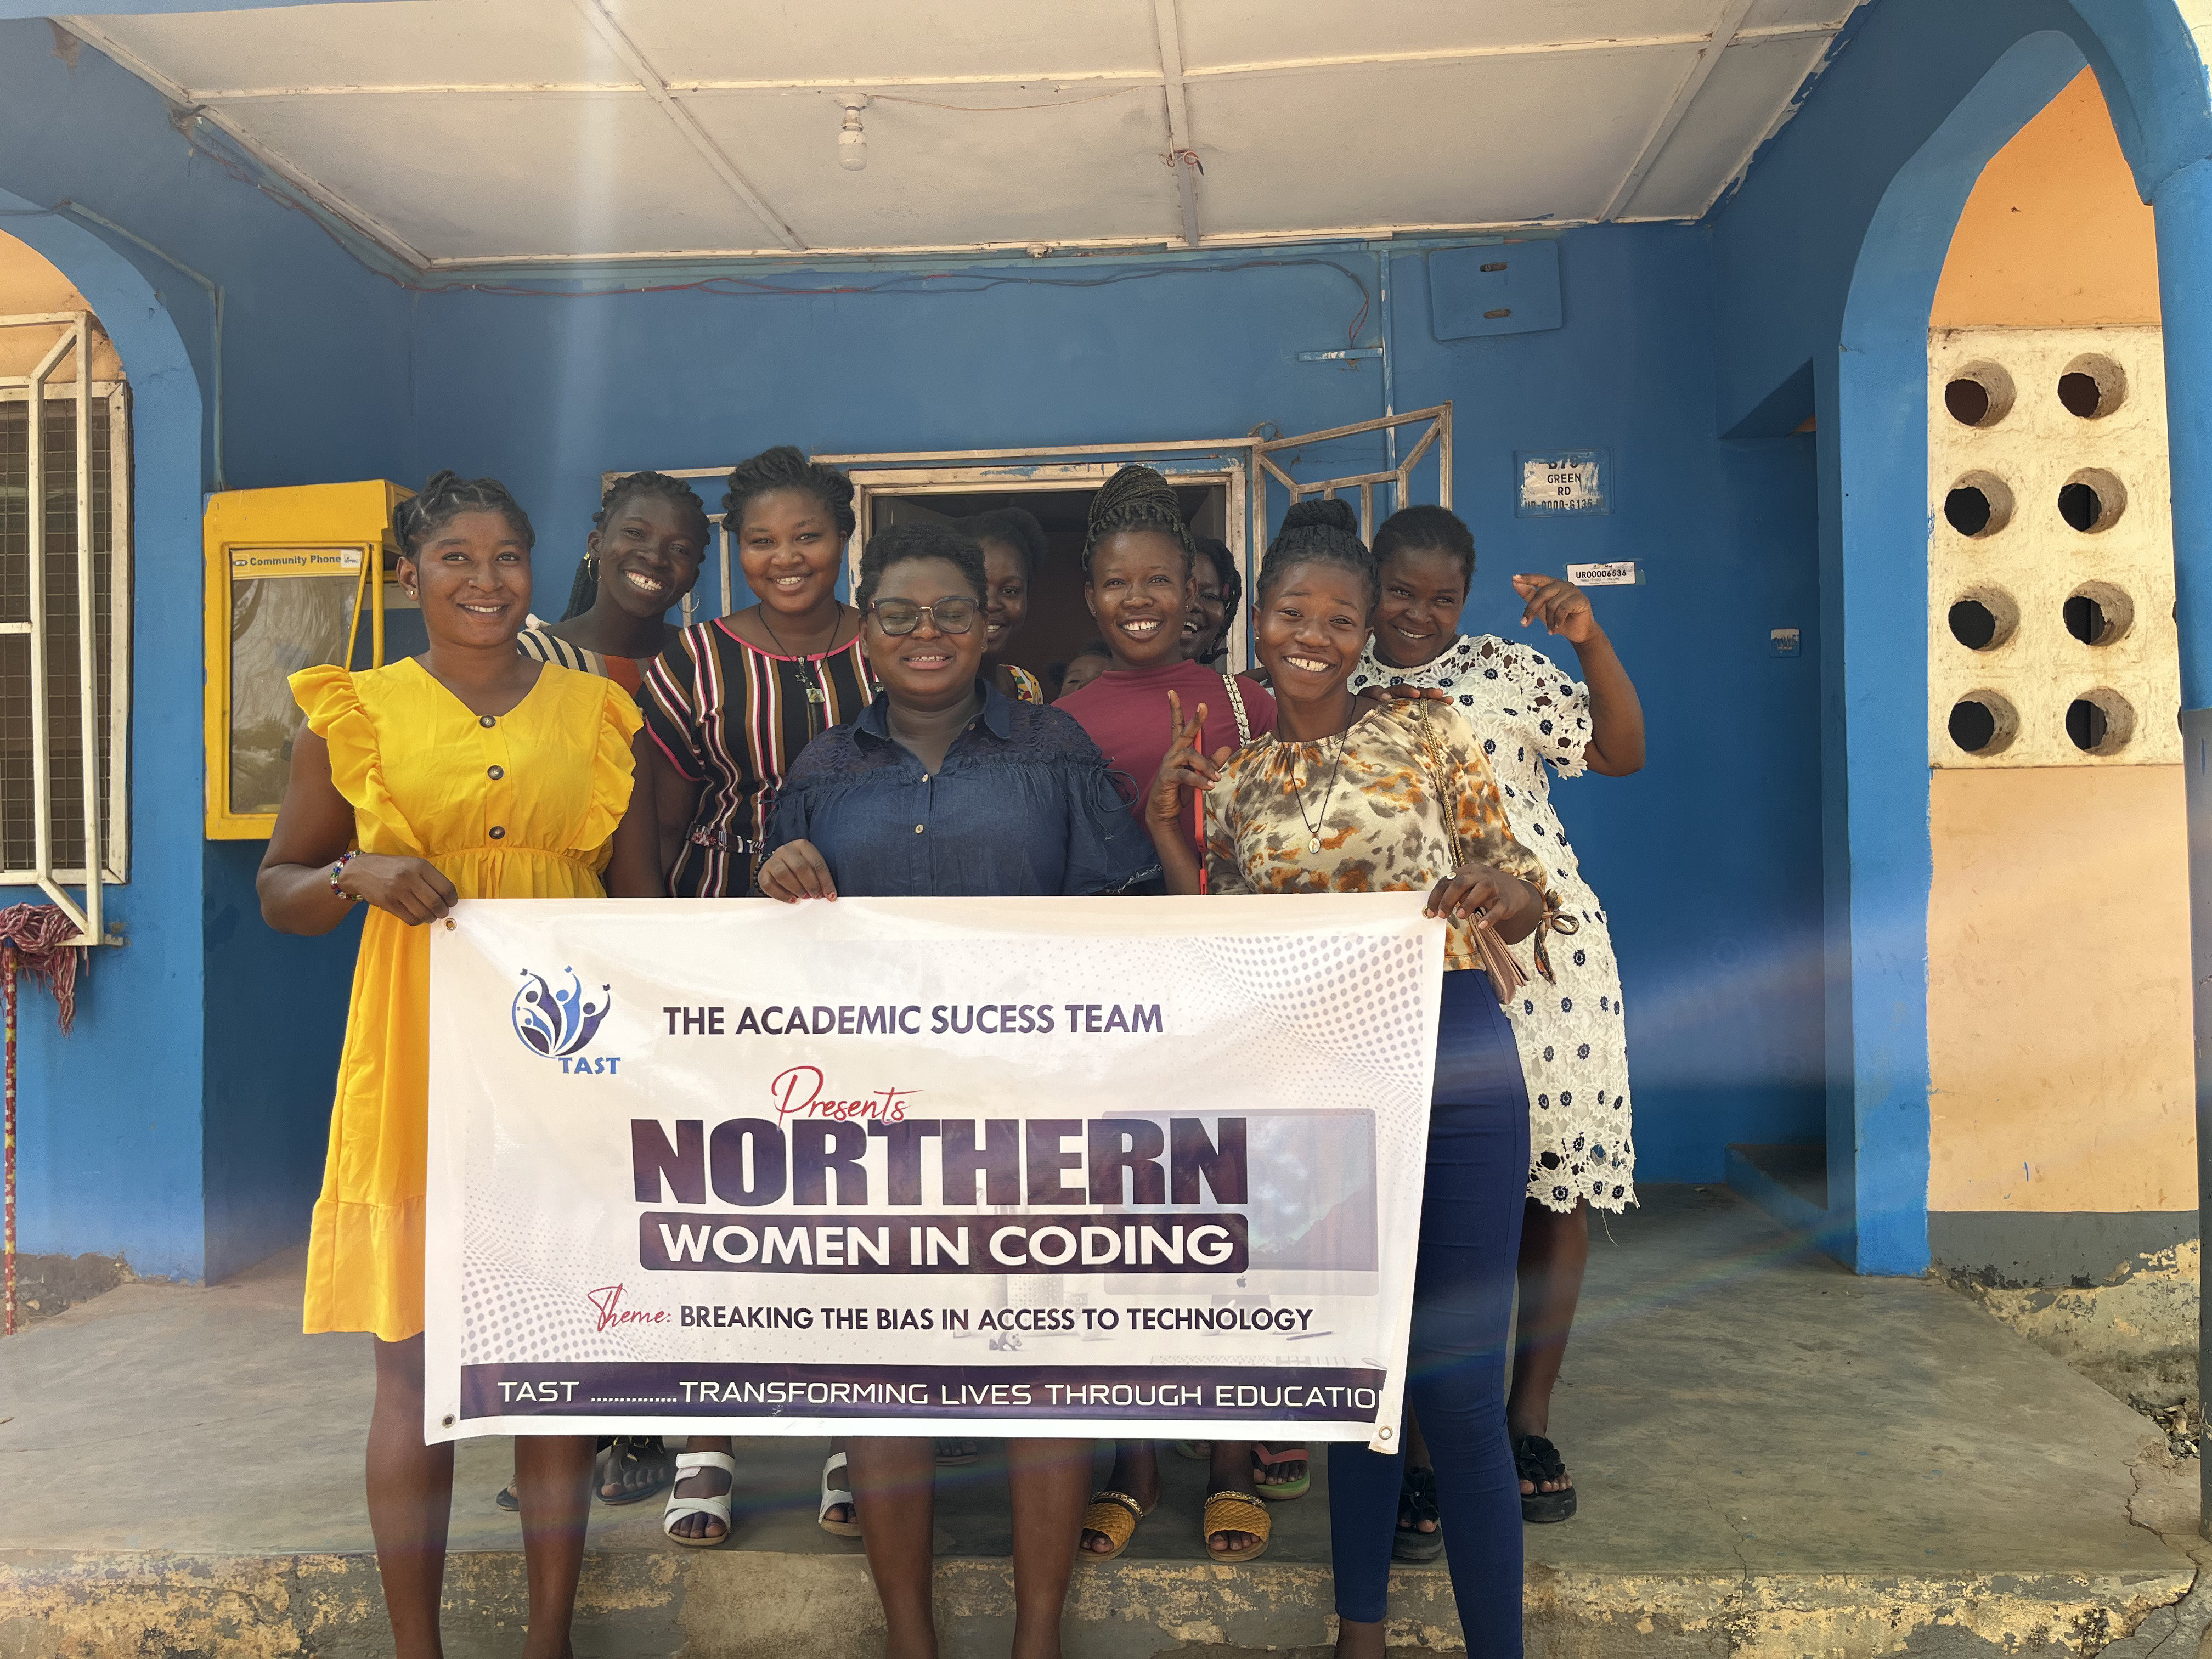 Community Phone
GREEN
RD
UR00006536
TAST
THE ACADEMIC SUCESS TEAM
Presents
NORTHERN
WOMEN IN CODING
Theme: BREAKING THE BIAS IN ACCESS TO TECHNOLOGY
TAST ...............TRANSFORMING LIVES THROUGH EDUCATIO